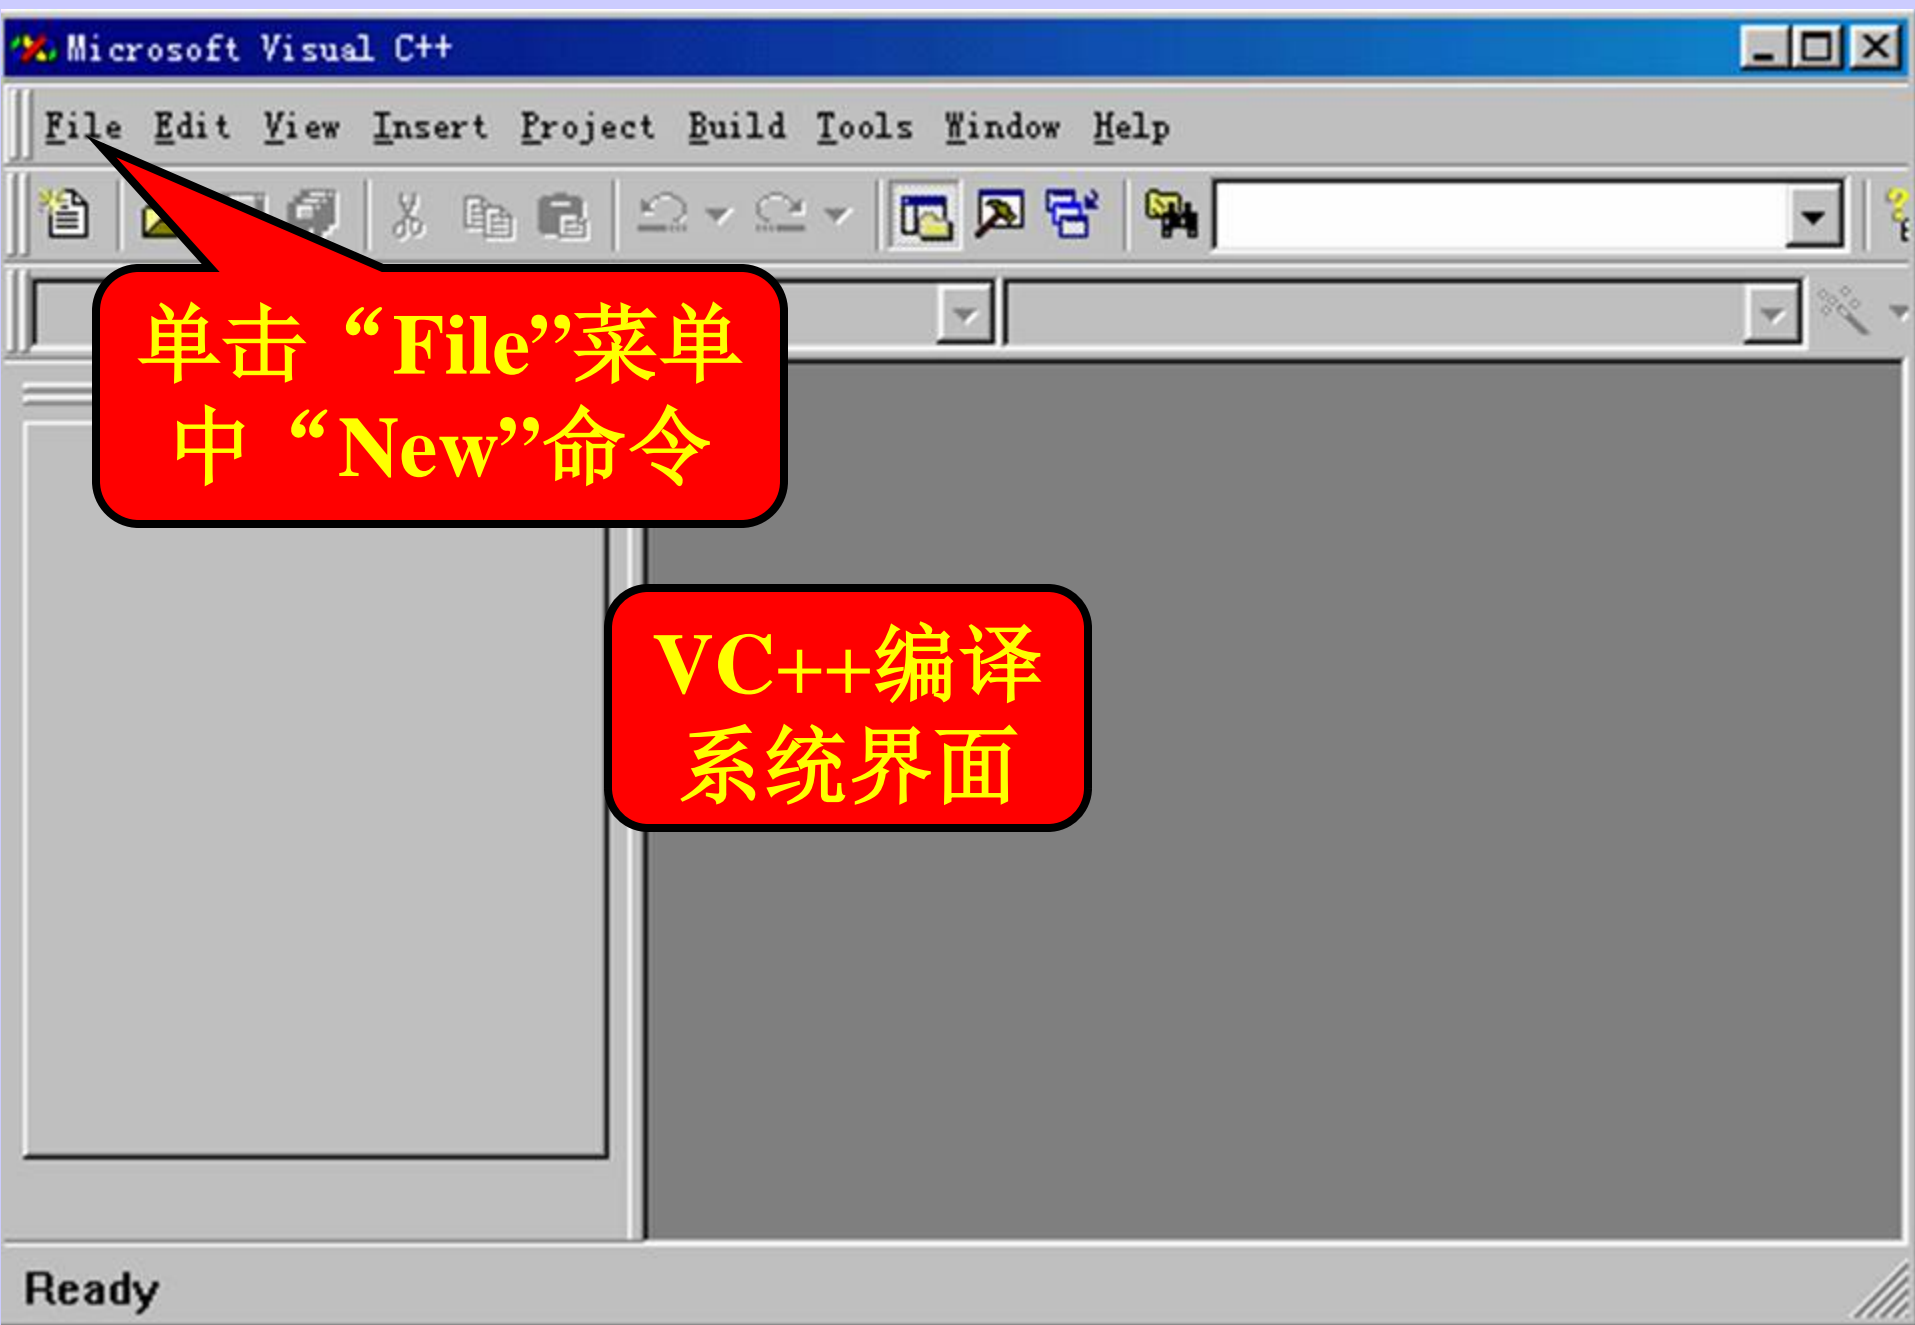 Microsoft Visual C++
File Edit View Insert Project Build Tools Window Help
单击“File”菜单
中“New”命令
VC++编译
系统界面
Ready